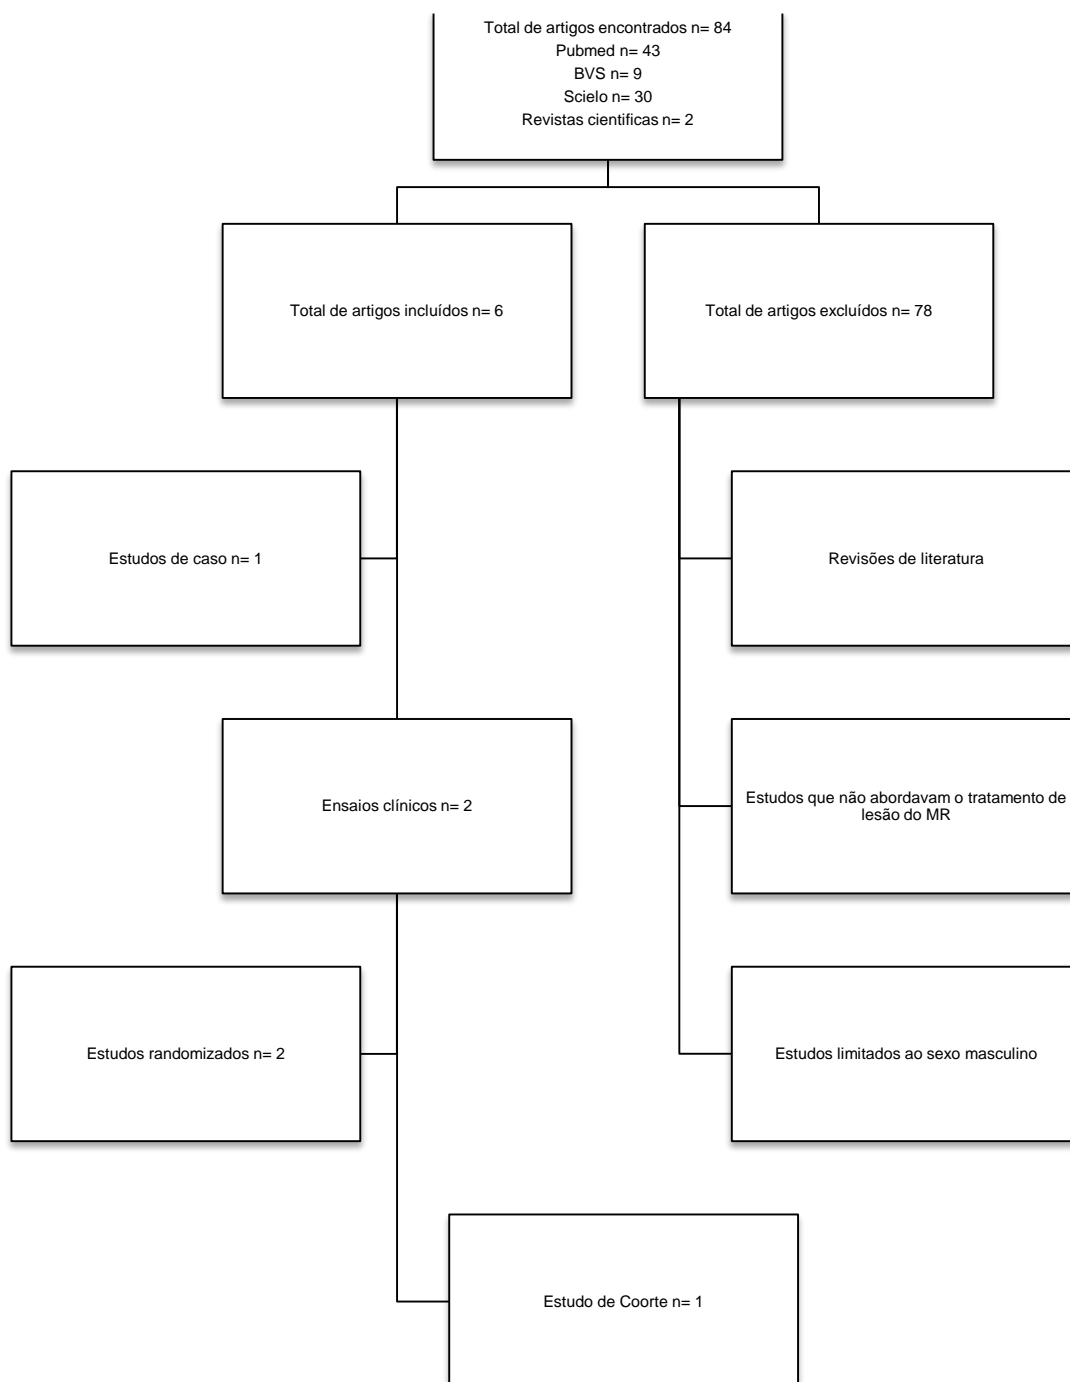 Total de artigos encontrados n= 84
Pubmed n= 43
BVS n= 9
Scielo n= 30
Revistas cientificas n= 2
Total de artigos incluídos n= 6
Total de artigos excluídos n= 78
Estudos de caso n= 1
Revisões de literatura
Ensaios clínicos n= 2
Estudos que não abordavam o tratamento de
lesão do MR
Estudos randomizados n= 2
Estudos limitados ao sexo masculino
Estudo de Coorte n= 1